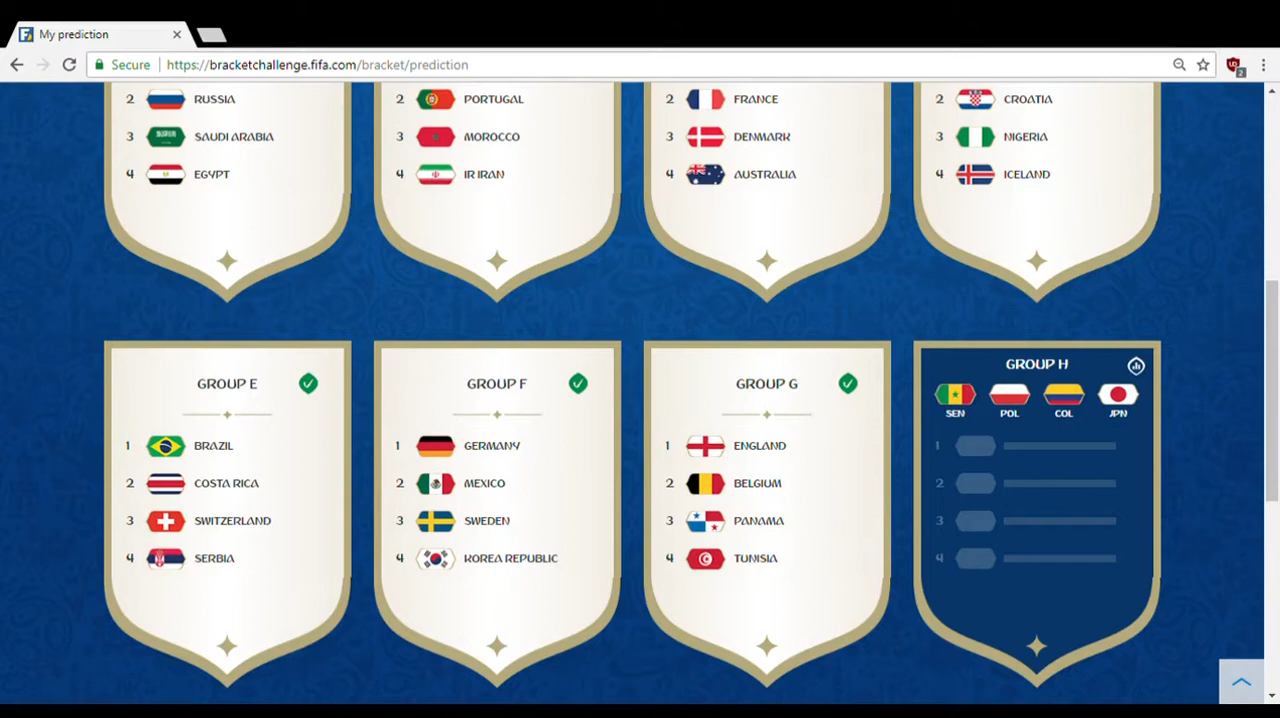 My prediction
Secure https://bracketchallenge.fifa.com/bracket/prediction
2
2 RUSSIA
3 SAUDI ARABIA
4 EGYPT
2 PORTUGAL
3 MOROCCO
4 IR IRAN
2 FRANCE
3 DENMARK
4 AUSTRALIA
2 CROATIA
3 NIGERIA
4 ICELAND
GROUP E
1 BRAZIL
2 COSTA RICA
3 SWITZERLAND
4 SERBIA
GROUP F
1 GERMANY
2 MEXICO
3 SWEDEN
4 KOREA REPUBLIC
GROUP G
1 ENGLAND
2 BELGIUM
3 PANAMA
4 TUNISIA
GROUP H
SEN POL COL JPN
1
2
3
4